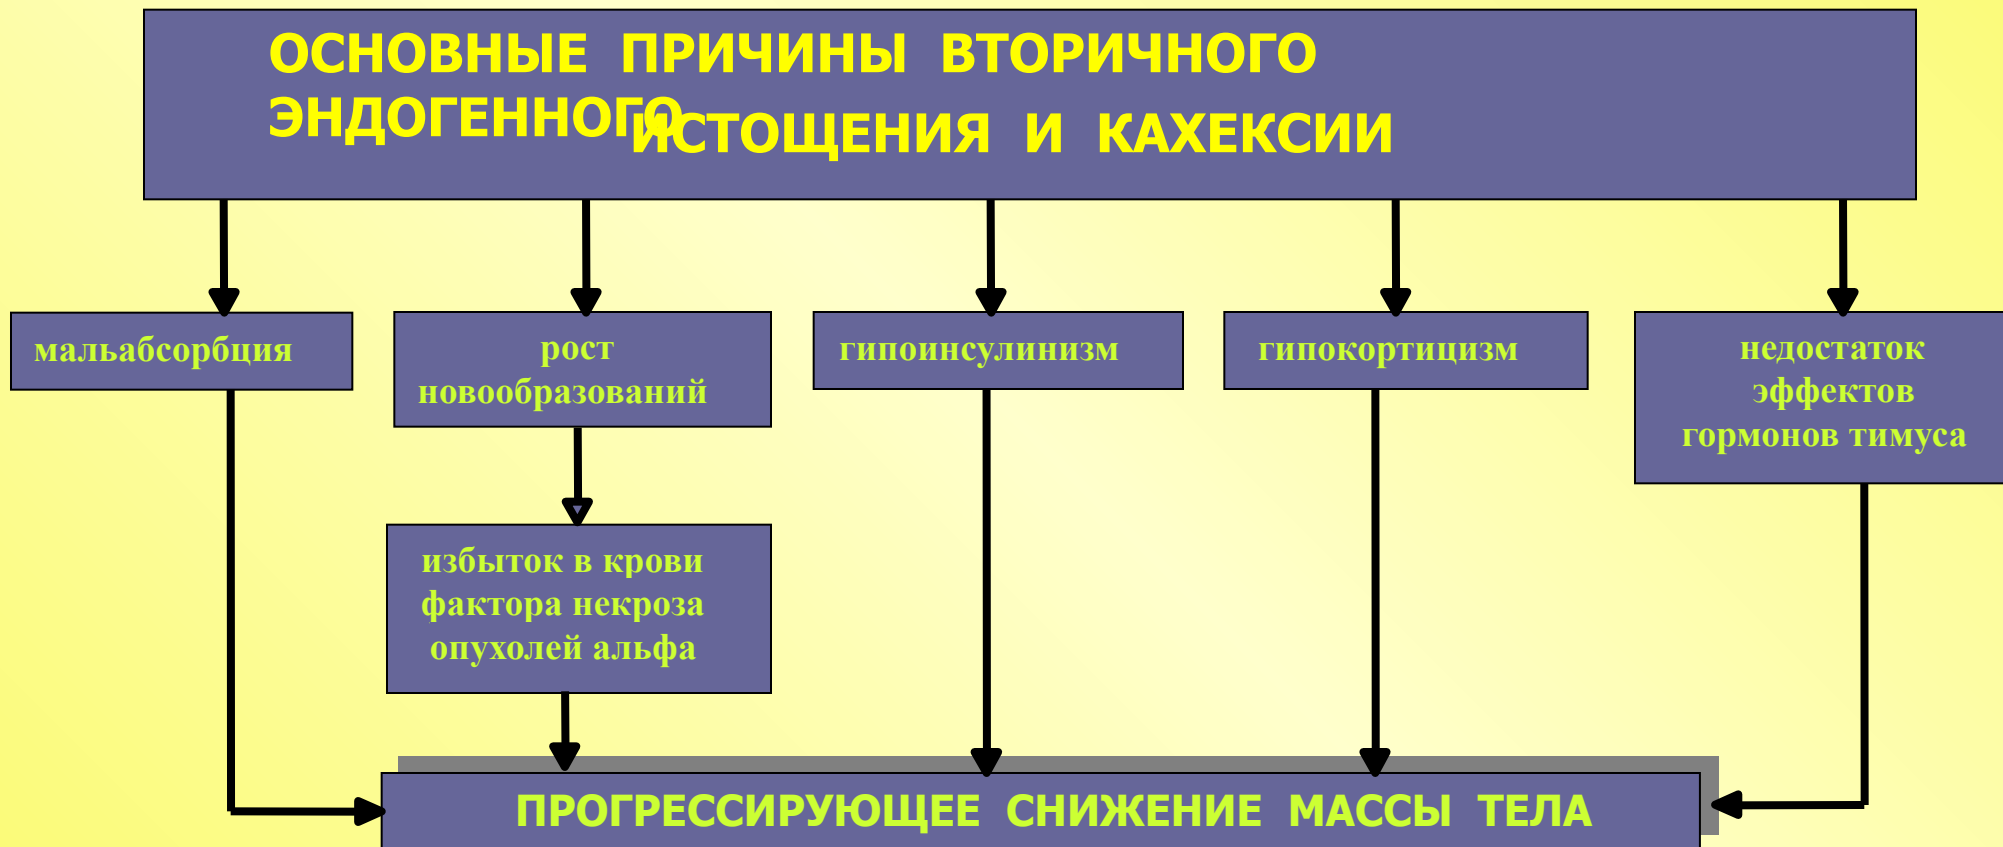 ОСНОВНЫЕ ПРИЧИНЫ ВТОРИЧНОГО
ЭНДОГЕННОГО
ИСТОЩЕНИЯ И КАХЕКСИИ
мальабсорбция
рост
новообразований
гипоинсулинизм
гипокортицизм
недостаток
эффектов
гормонов тимуса
избыток в крови
фактора некроза
опухолей альфа
ПРОГРЕССИРУЮЩЕЕ СНИЖЕНИЕ МАССЫ ТЕЛА